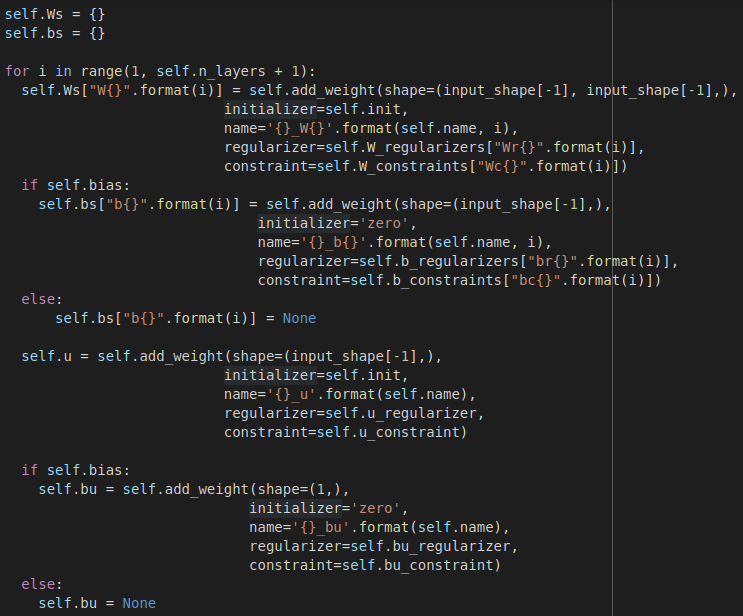 self.Ws = {}
self.bs = {}

for i in range(1, self.n_layers + 1):
  self.Ws["W{}".format(i)] = self.add_weight(shape=(input_shape[-1], input_shape[-1],),
                          initializer=self.init,
                          name='{}_W{}'.format(self.name, i),
                          regularizer=self.W_regularizers["Wr{}".format(i)],
                          constraint=self.W_constraints["Wc{}".format(i)])
  if self.bias:
    self.bs["b{}".format(i)] = self.add_weight(shape=(input_shape[-1],),
                              initializer='zero',
                              name='{}_b{}'.format(self.name, i),
                              regularizer=self.b_regularizers["br{}".format(i)],
                              constraint=self.b_constraints["bc{}".format(i)])
  else:
      self.bs["b{}".format(i)] = None

  self.u = self.add_weight(shape=(input_shape[-1],),
                          initializer=self.init,
                          name='{}_u'.format(self.name),
                          regularizer=self.u_regularizer,
                          constraint=self.u_constraint)

  if self.bias:
    self.bu = self.add_weight(shape=(1,),
                             initializer='zero',
                             name='{}_bu'.format(self.name),
                             regularizer=self.bu_regularizer,
                             constraint=self.bu_constraint)
  else:
    self.bu = None